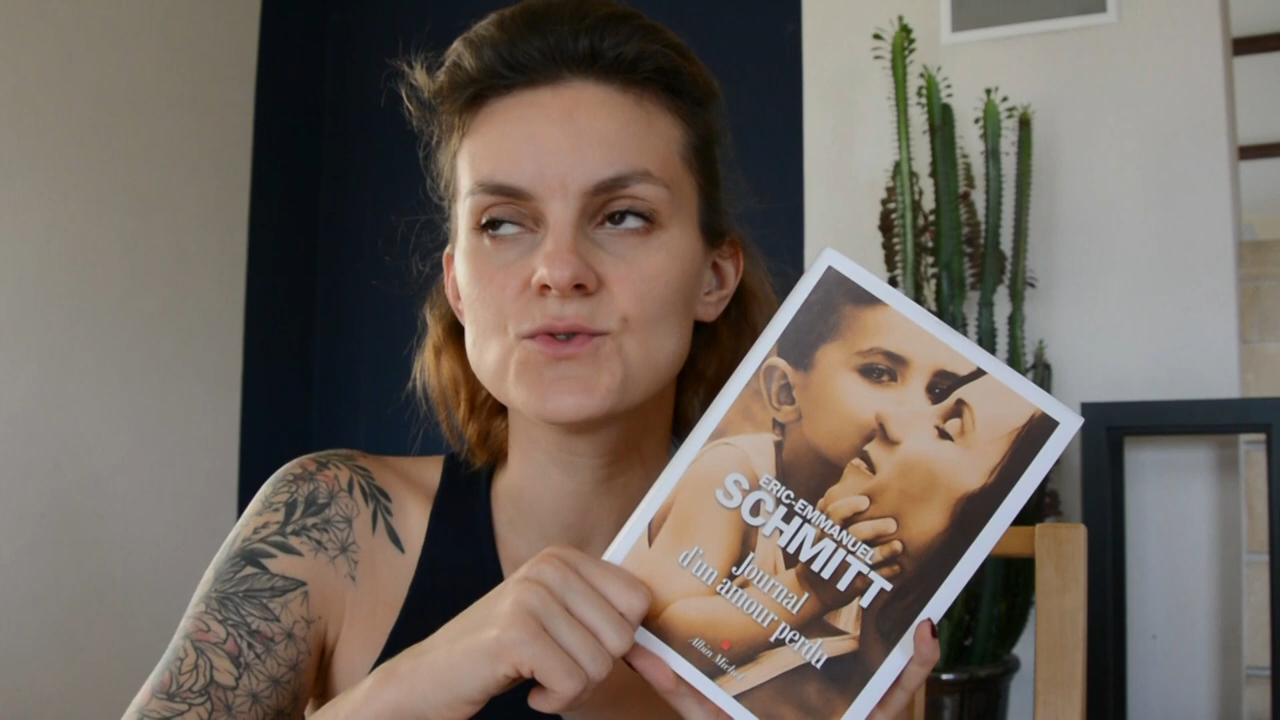 ERIC-EMMANUEL
SCHMITT
Journal
d'un amour perdu
Albin Michel